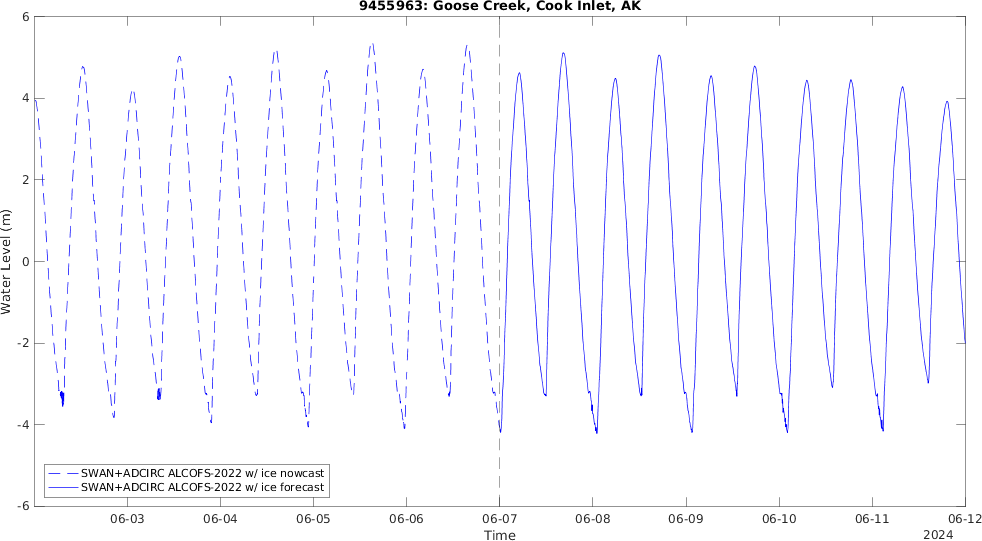 9455963: Goose Creek, Cook Inlet, AK
6
4
2
0
-2
-4
-6
Water Level (m)
SWAN+ADCIRC ALCOFS-2022 w/ ice nowcast
SWAN+ADCIRC ALCOFS-2022 w/ ice forecast
06-03 06-04 06-05 06-06 06-07 06-08 06-09 06-10 06-11 06-12
Time
2024